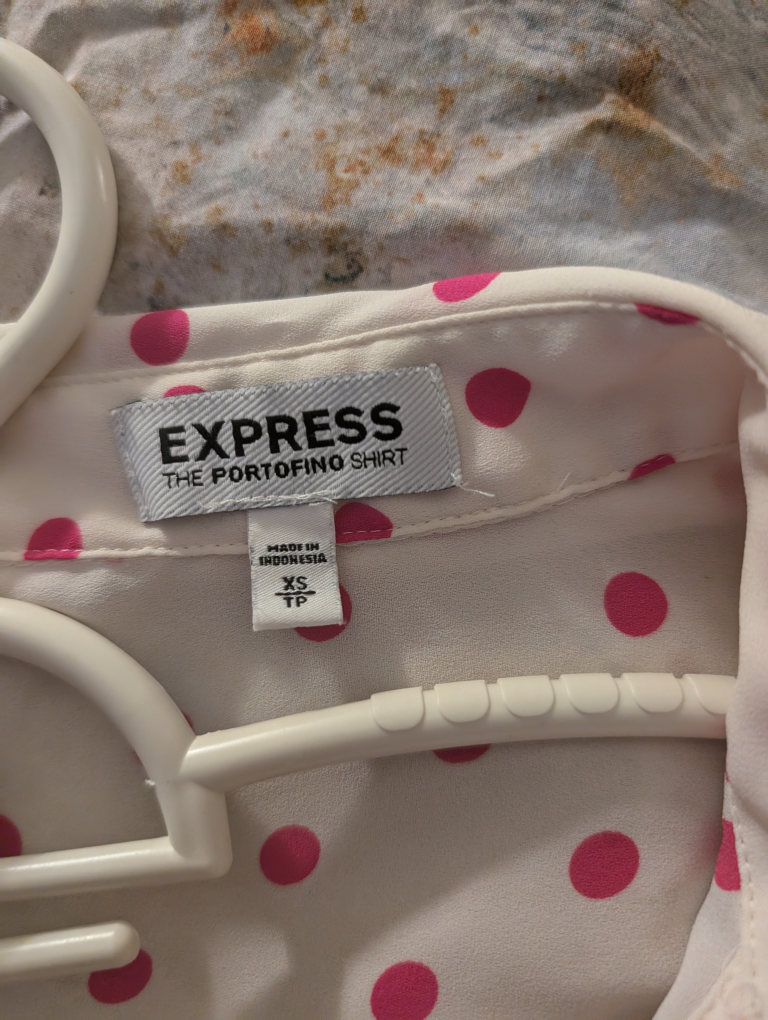 EXPRESS
THE PORTOFINO SHIRT
MADE IN
INDONESIA
XS
TP